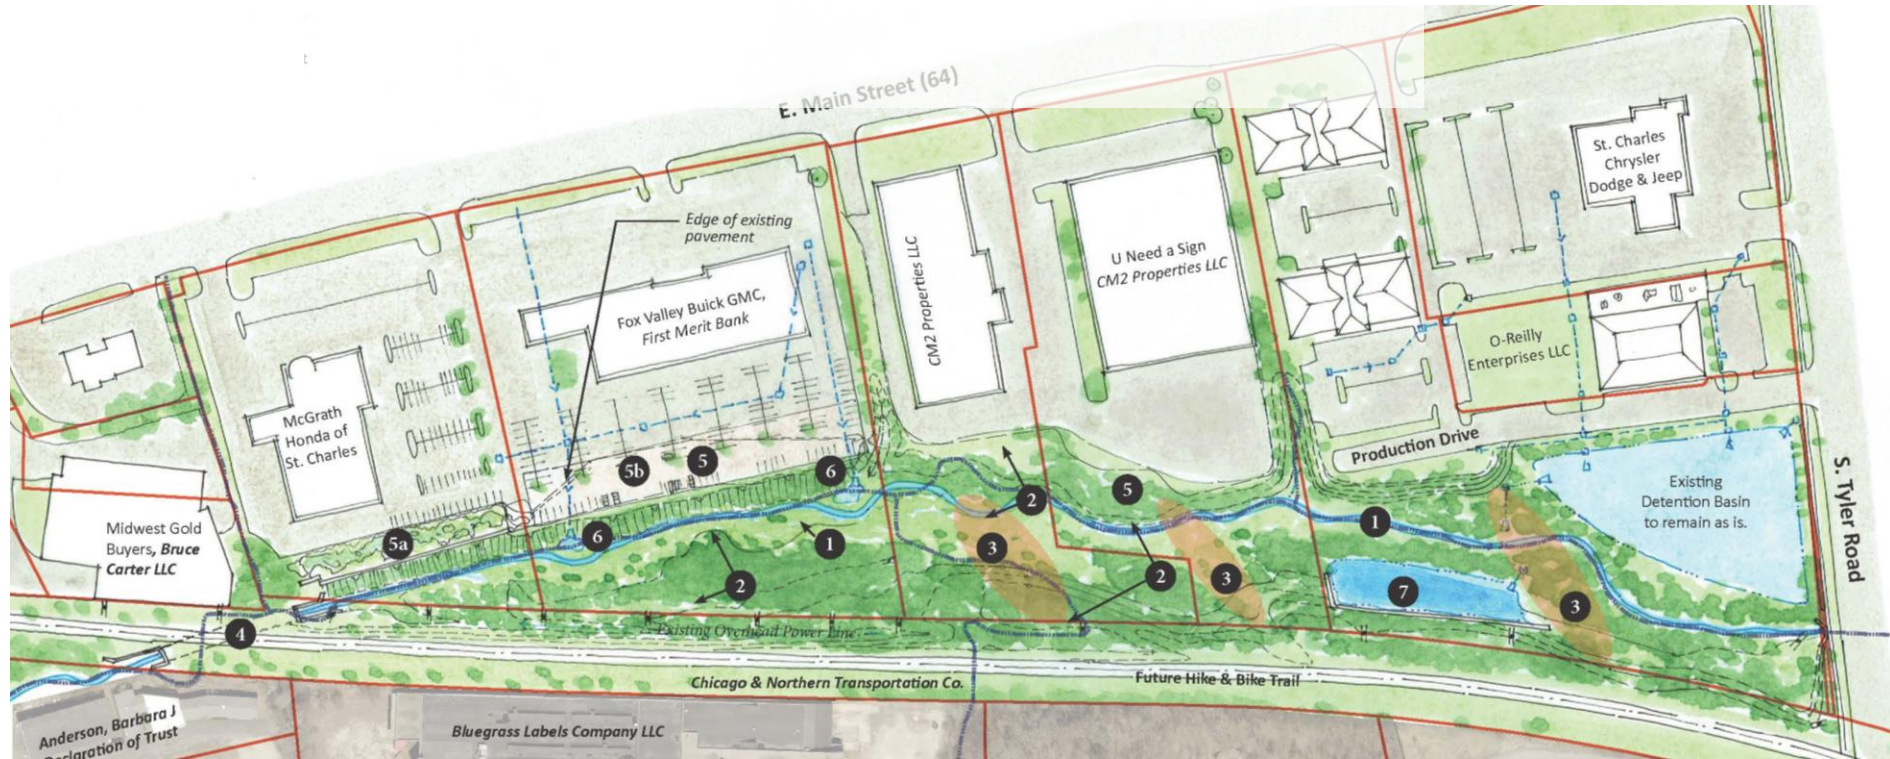 E. Main Street (64)
Edge of existing
pavement
St. Charles
Chrysler
Dodge & Jeep
U Need a Sign
CM2 Properties LLC
CM2 Properties LLC
Fox Valley Buick GMC,
First Merit Bank
O-Reilly
Enterprises LLC
McGrath
Honda of
St. Charles
Production Drive
S. Tyler Road
Existing
Detention Basin
to remain as is.
Midwest Gold
Buyers, Bruce
Carter LLC
5b
5
6
2
5
1
5a
6
1
3
2
2
3
7
3
4
Existing Overhead Power Line
Chicago & Northern Transportation Co.
Future Hike & Bike Trail
Anderson, Barbara J
Declaration of Trust
Bluegrass Labels Company LLC